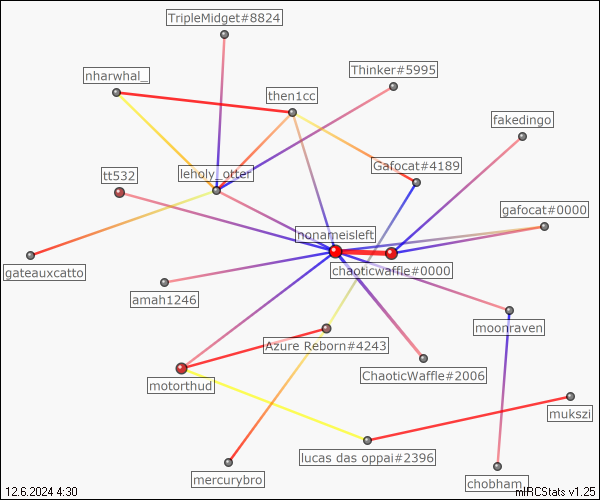 TripleMidget#8824
Thinker#5995
nharwhal_
then1cc
fakedingo
Gafocat#4189
leholy_otter
tt532
gafocat#0000
nonameisleft
chaoticwaffle#0000
gateauxcatto
amah1246
moonraven
Azure Reborn#4243
ChaoticWaffle#2006
motorthud
mukszi
lucas das oppai#2396
mercurybro
chobham_
12.6.2024 4:30
mIRCStats v1.25